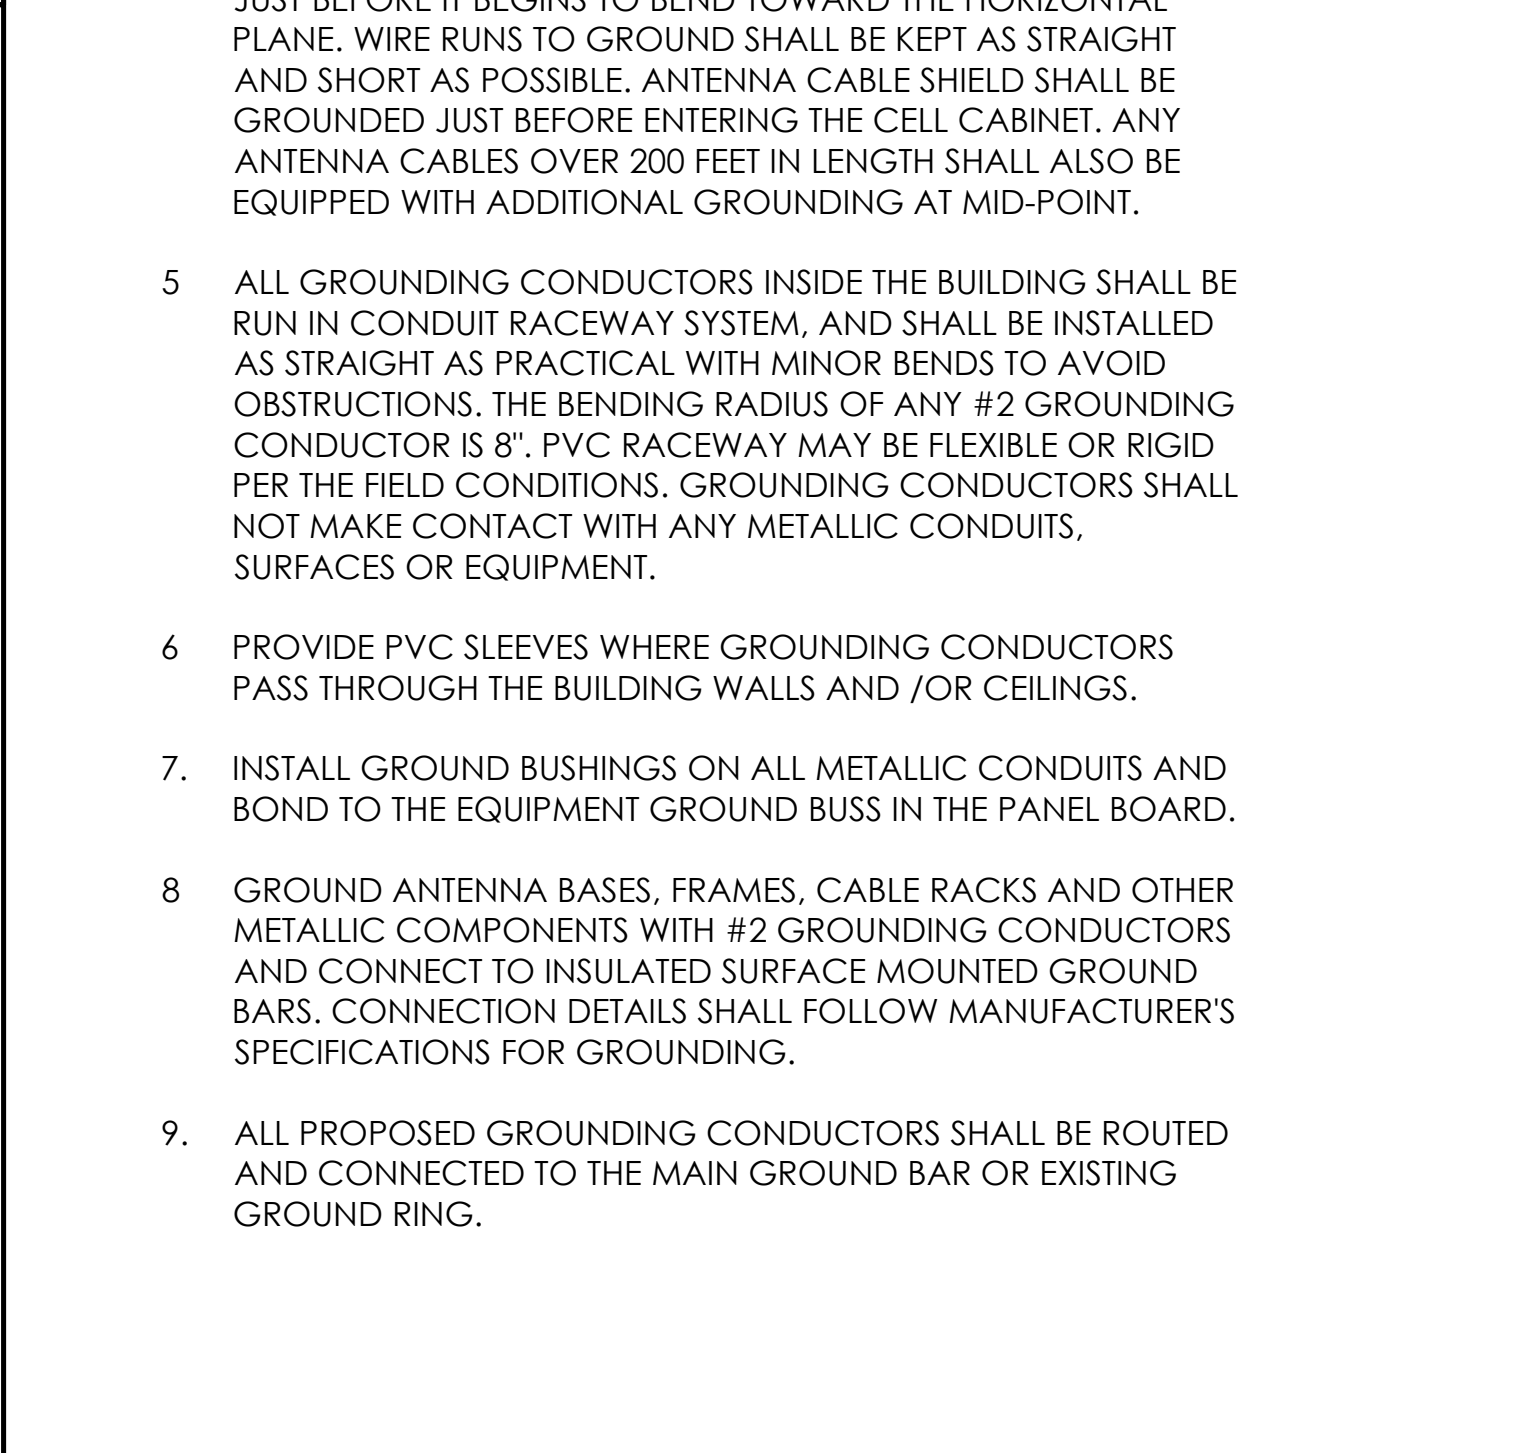 JUST BEFORE IT BEGINS TO BEND TOWARD THE HORIZONTAL
PLANE. WIRE RUNS TO GROUND SHALL BE KEPT AS STRAIGHT
AND SHORT AS POSSIBLE. ANTENNA CABLE SHIELD SHALL BE
GROUNDED JUST BEFORE ENTERING THE CELL CABINET. ANY
ANTENNA CABLES OVER 200 FEET IN LENGTH SHALL ALSO BE
EQUIPPED WITH ADDITIONAL GROUNDING AT MID-POINT.
5 ALL GROUNDING CONDUCTORS INSIDE THE BUILDING SHALL BE
RUN IN CONDUIT RACEWAY SYSTEM, AND SHALL BE INSTALLED
AS STRAIGHT AS PRACTICAL WITH MINOR BENDS TO AVOID
OBSTRUCTIONS. THE BENDING RADIUS OF ANY #2 GROUNDING
CONDUCTOR IS 8". PVC RACEWAY MAY BE FLEXIBLE OR RIGID
PER THE FIELD CONDITIONS. GROUNDING CONDUCTORS SHALL
NOT MAKE CONTACT WITH ANY METALLIC CONDUITS,
SURFACES OR EQUIPMENT.
6 PROVIDE PVC SLEEVES WHERE GROUNDING CONDUCTORS
PASS THROUGH THE BUILDING WALLS AND /OR CEILINGS.
7. INSTALL GROUND BUSHINGS ON ALL METALLIC CONDUITS AND
BOND TO THE EQUIPMENT GROUND BUSS IN THE PANEL BOARD.
8 GROUND ANTENNA BASES, FRAMES, CABLE RACKS AND OTHER
METALLIC COMPONENTS WITH #2 GROUNDING CONDUCTORS
AND CONNECT TO INSULATED SURFACE MOUNTED GROUND
BARS. CONNECTION DETAILS SHALL FOLLOW MANUFACTURER'S
SPECIFICATIONS FOR GROUNDING.
9. ALL PROPOSED GROUNDING CONDUCTORS SHALL BE ROUTED
AND CONNECTED TO THE MAIN GROUND BAR OR EXISTING
GROUND RING.